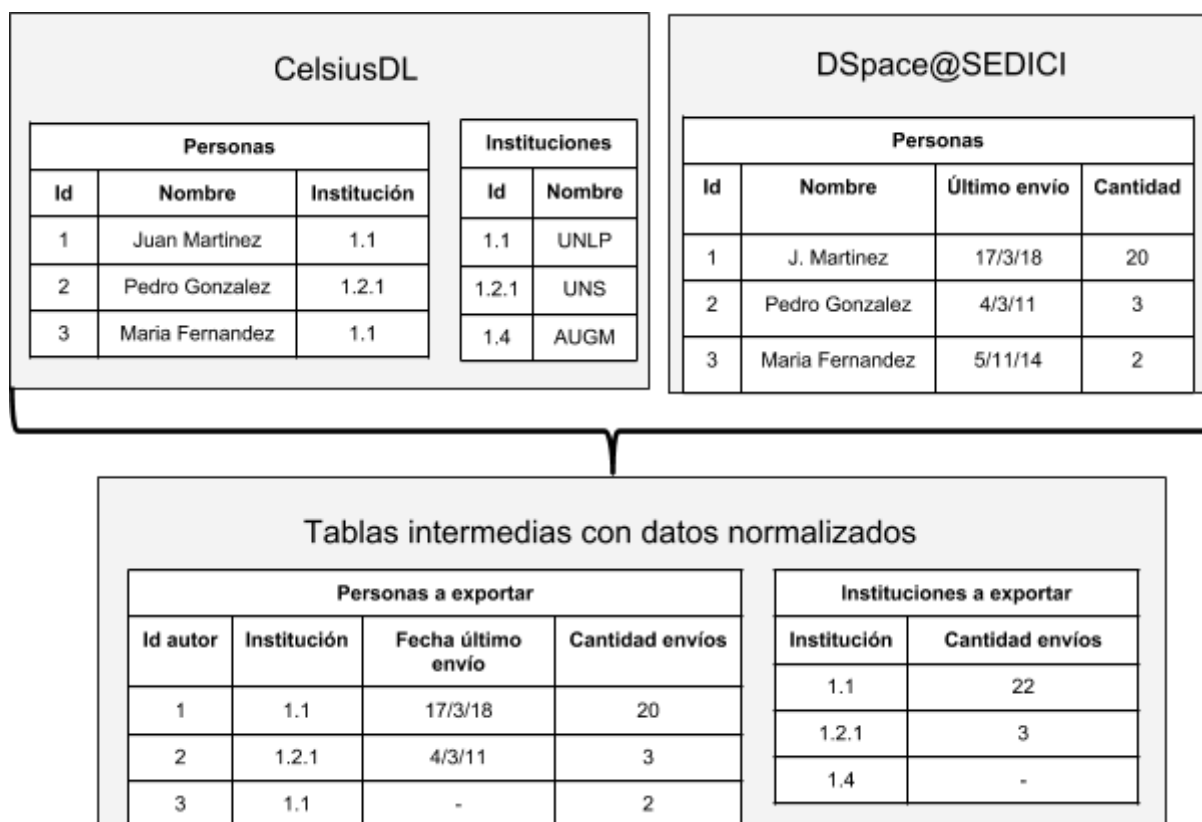 CelsiusDL
Personas
Id Nombre Institución
1 Juan Martinez 1.1
2 Pedro Gonzalez 1.2.1
3 Maria Fernandez 1.1
Instituciones
Id Nombre
1.1 UNLP
1.2.1 UNS
1.4 AUGM
DSpace@SEDICI
Personas
Id Nombre Último envío Cantidad
1 J. Martinez 17/3/18 20
2 Pedro Gonzalez 4/3/11 3
3 Maria Fernandez 5/11/14 2
Tablas intermedias con datos normalizados
Personas a exportar
Id autor Institución Fecha último
envío Cantidad envíos
1 1.1 17/3/18 20
2 1.2.1 4/3/11 3
3 1.1 - 2
Instituciones a exportar
Institución Cantidad envíos
1.1 22
1.2.1 3
1.4 -